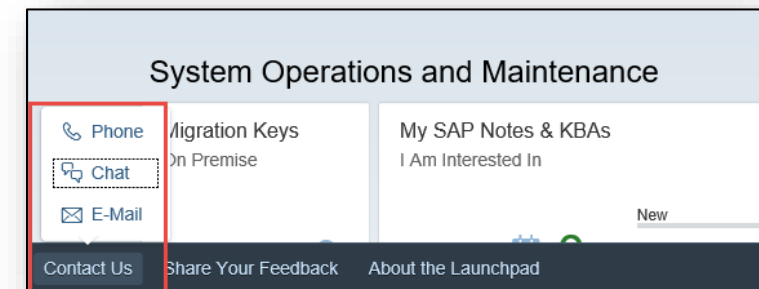 System Operations and Maintenance
Phone
Chat
E-Mail
Migration Keys
On Premise
My SAP Notes & KBAs
I Am Interested In
New
Contact Us
Share Your Feedback
About the Launchpad